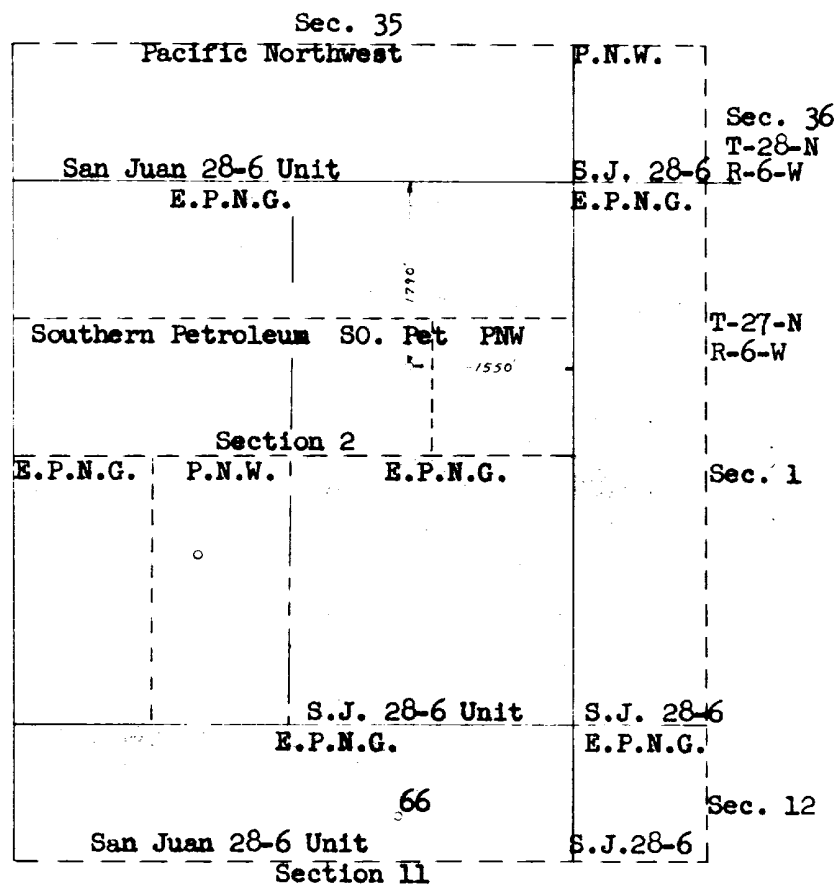 Sec. 35
Pacific Northwest P.N.W.
Sec. 36
T-28-N
San Juan 28-6 Unit S.J. 28-6 R-6-W
E.P.N.G. E.P.N.G.
1790'
Southern Petroleum SO. Pet PNW T-27-N
R-6-W
1550'
Section 2
E.P.N.G. P.N.W. E.P.N.G. Sec. 1
S.J. 28-6 Unit S.J. 28-6
E.P.N.G. E.P.N.G.
66 Sec. 12
San Juan 28-6 Unit S.J.28-6
Section 11